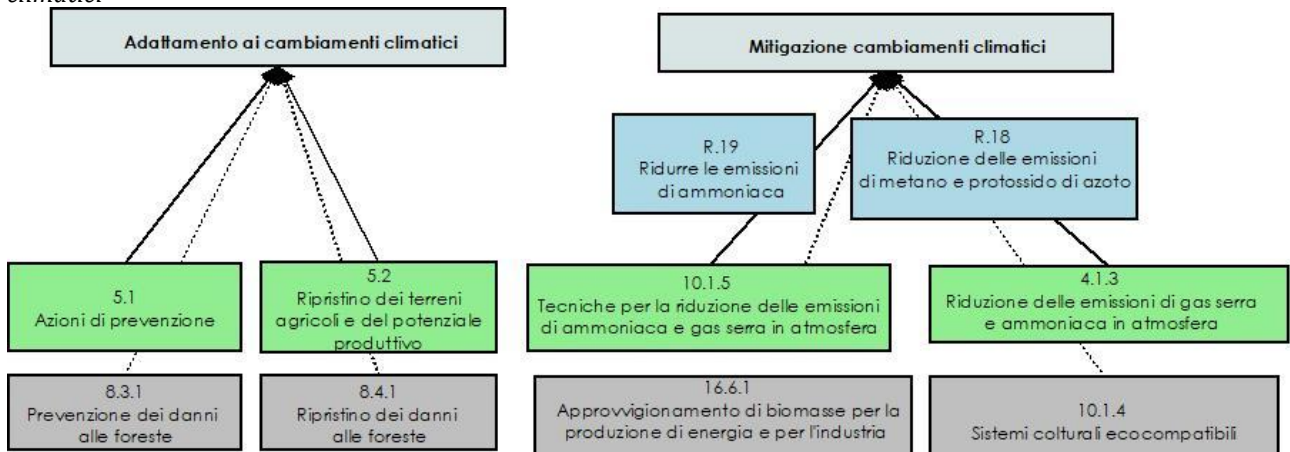 Adattamento ai cambiamenti climatici
Mitigazione cambiamenti climatici
R.19
Ridurre le emissioni
di ammoniaca
R.18
Riduzione delle emissioni
di metano e protossido di azoto
5.1
Azioni di prevenzione
5.2
Ripristino dei terreni
agricoli e del potenziale
produttivo
10.1.5
Tecniche per la riduzione delle emissioni
di ammoniaca e gas serra in atmosfera
4.1.3
Riduzione delle emissioni di gas serra
e ammoniaca in atmosfera
8.3.1
Prevenzione dei danni
alle foreste
8.4.1
Ripristino dei danni
alle foreste
16.6.1
Approvvigionamento di biomasse per la
produzione di energia e per l'industria
10.1.4
Sistemi colturali ecocompatibili